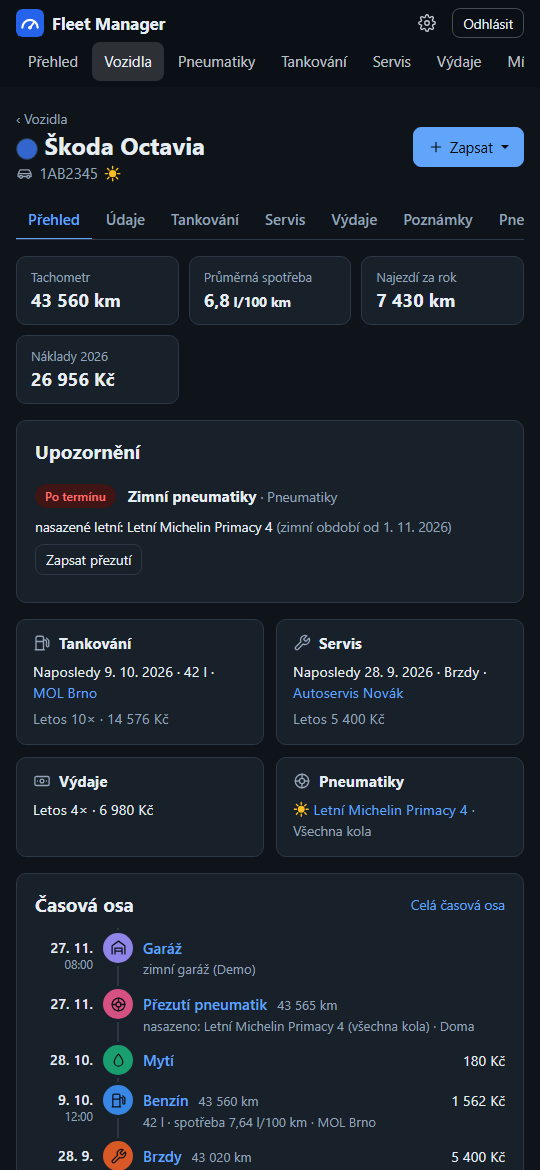 Fleet Manager
Odhlásit
Přehled Vozidla Pneumatiky Tankování Servis Výdaje Mí
‹ Vozidla
Škoda Octavia
+ Zapsat
1AB2345
Přehled Údaje Tankování Servis Výdaje Poznámky Pne
Tachometr
43 560 km
Průměrná spotřeba
6,8 l/100 km
Najezdí za rok
7 430 km
Náklady 2026
26 956 Kč
Upozornění
Po termínu Zimní pneumatiky · Pneumatiky
nasazené letní: Letní Michelin Primacy 4 (zimní období od 1. 11. 2026)
Zapsat přezutí
Tankování
Naposledy 9. 10. 2026 · 42 l ·
MOL Brno
Letos 10× · 14 576 Kč
Servis
Naposledy 28. 9. 2026 · Brzdy ·
Autoservis Novák
Letos 5 400 Kč
Výdaje
Letos 4× · 6 980 Kč
Pneumatiky
Letní Michelin Primacy 4 ·
Všechna kola
Časová osa
Celá časová osa
27. 11. Garáž
08:00 zimní garáž (Demo)
27. 11. Přezutí pneumatik 43 565 km
nasazeno: Letní Michelin Primacy 4 (všechna kola) · Doma
28. 10. Mytí 180 Kč
9. 10. Benzín 43 560 km 1 562 Kč
12:00 42 l · spotřeba 7,64 l/100 km · MOL Brno
28. 9. Brzdy 43 020 km 5 400 Kč